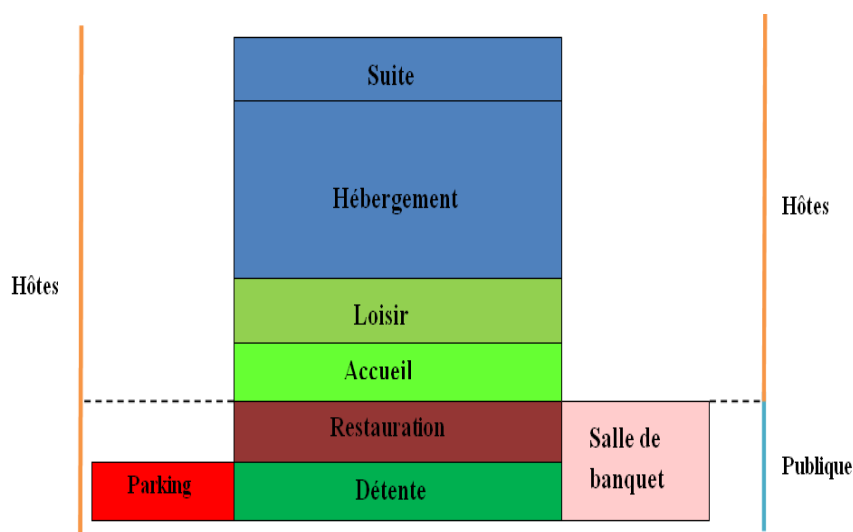 Suite
Hébergement
Hôtes
Hôtes
Loisir
Accueil
Restauration
Salle de
banquet
Publique
Parking
Détente